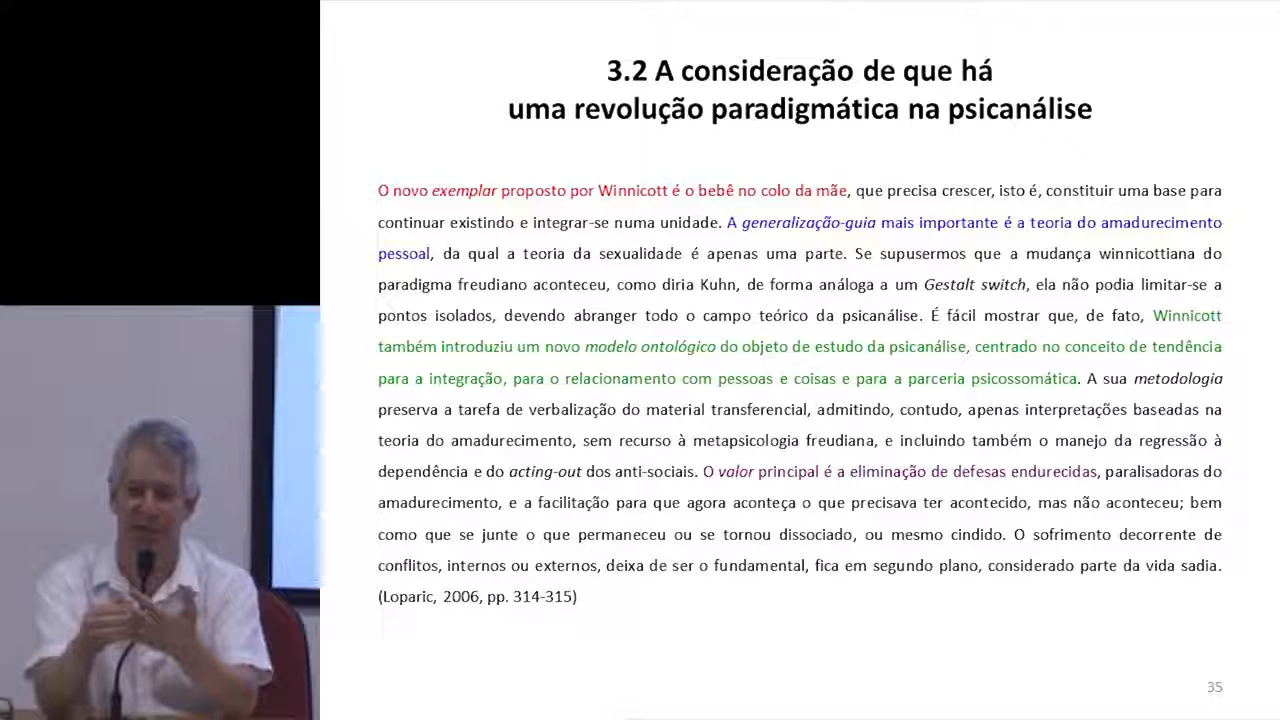 3.2 A consideração de que há
uma revolução paradigmática na psicanálise
O novo exemplar proposto por Winnicott é o bebê no colo da mãe, que precisa crescer, isto é, constituir uma base para
continuar existindo e integrar-se numa unidade. A generalização-guia mais importante é a teoria do amadurecimento
pessoal, da qual a teoria da sexualidade é apenas uma parte. Se supusermos que a mudança winnicottiana do
paradigma freudiano aconteceu, como diria Kuhn, de forma análoga a um Gestalt switch, ela não podia limitar-se a
pontos isolados, devendo abranger todo o campo teórico da psicanálise. É fácil mostrar que, de fato, Winnicott
também introduziu um novo modelo ontológico do objeto de estudo da psicanálise, centrado no conceito de tendência
para a integração, para o relacionamento com pessoas e coisas e para a parceria psicossomática. A sua metodologia
preserva a tarefa de verbalização do material transferencial, admitindo, contudo, apenas interpretações baseadas na
teoria do amadurecimento, sem recurso à metapsicologia freudiana, e incluindo também o manejo da regressão à
dependência e do acting-out dos anti-sociais. O valor principal é a eliminação de defesas endurecidas, paralisadoras do
amadurecimento, e a facilitação para que agora aconteça o que precisava ter acontecido, mas não aconteceu; bem
como que se junte o que permaneceu ou se tornou dissociado, ou mesmo cindido. O sofrimento decorrente de
conflitos, internos ou externos, deixa de ser o fundamental, fica em segundo plano, considerado parte da vida sadia.
(Loparic, 2006, pp. 314-315)
35